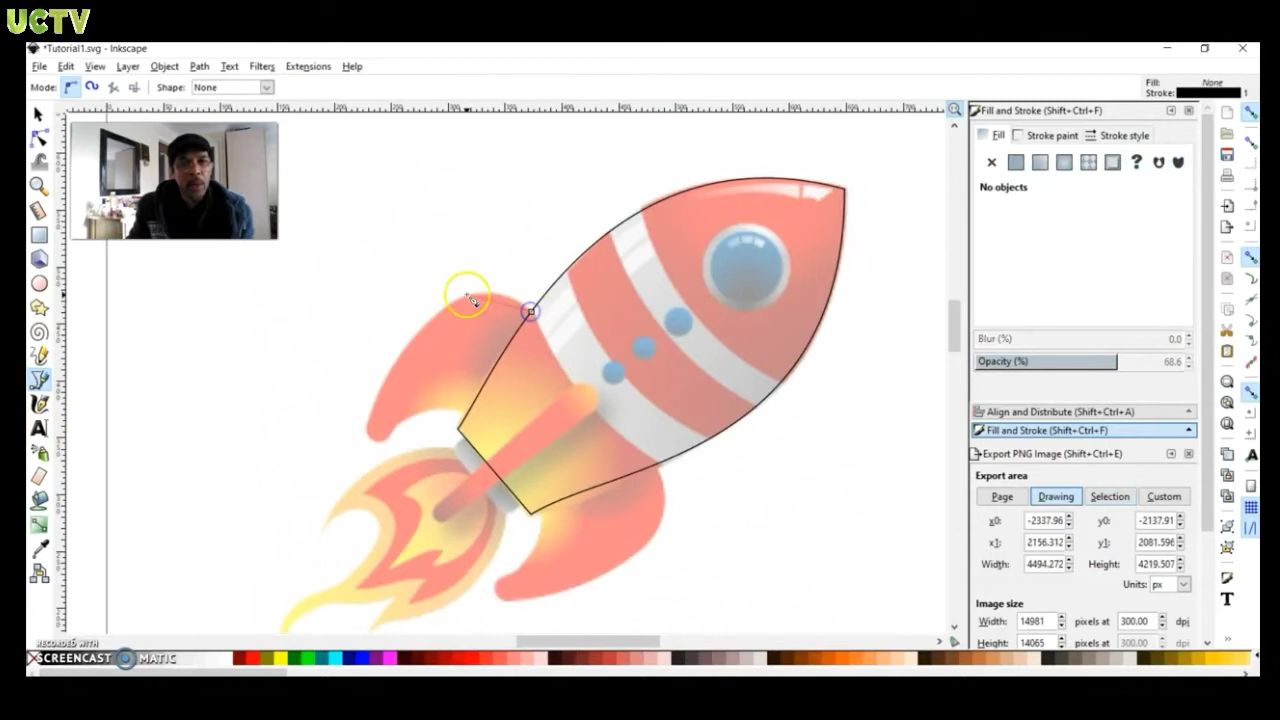 UCTV
*Tutorial1.svg - Inkscape
File Edit View Layer Object Path Text Filters Extensions Help
Mode: Shape: None
Fill: None
Stroke: 1
Fill and Stroke (Shift+Ctrl+F)
Fill Stroke paint Stroke style
No objects
Blur (%) 0.0
Opacity (%) 68.6
Align and Distribute (Shift+Ctrl+A)
Fill and Stroke (Shift+Ctrl+F)
Export PNG Image (Shift+Ctrl+E)
Export area
Page Drawing Selection Custom
x0: -2337.96 y0: -2137.91
x1: 2156.312 y1: 2081.596
Width: 4494.272 Height: 4219.507
Units: px
Image size
Width: 14981 pixels at 300.00 dpi
Height: 14065 pixels at 300.00 dpi
RECORDED WITH
SCREENCAST MATIC